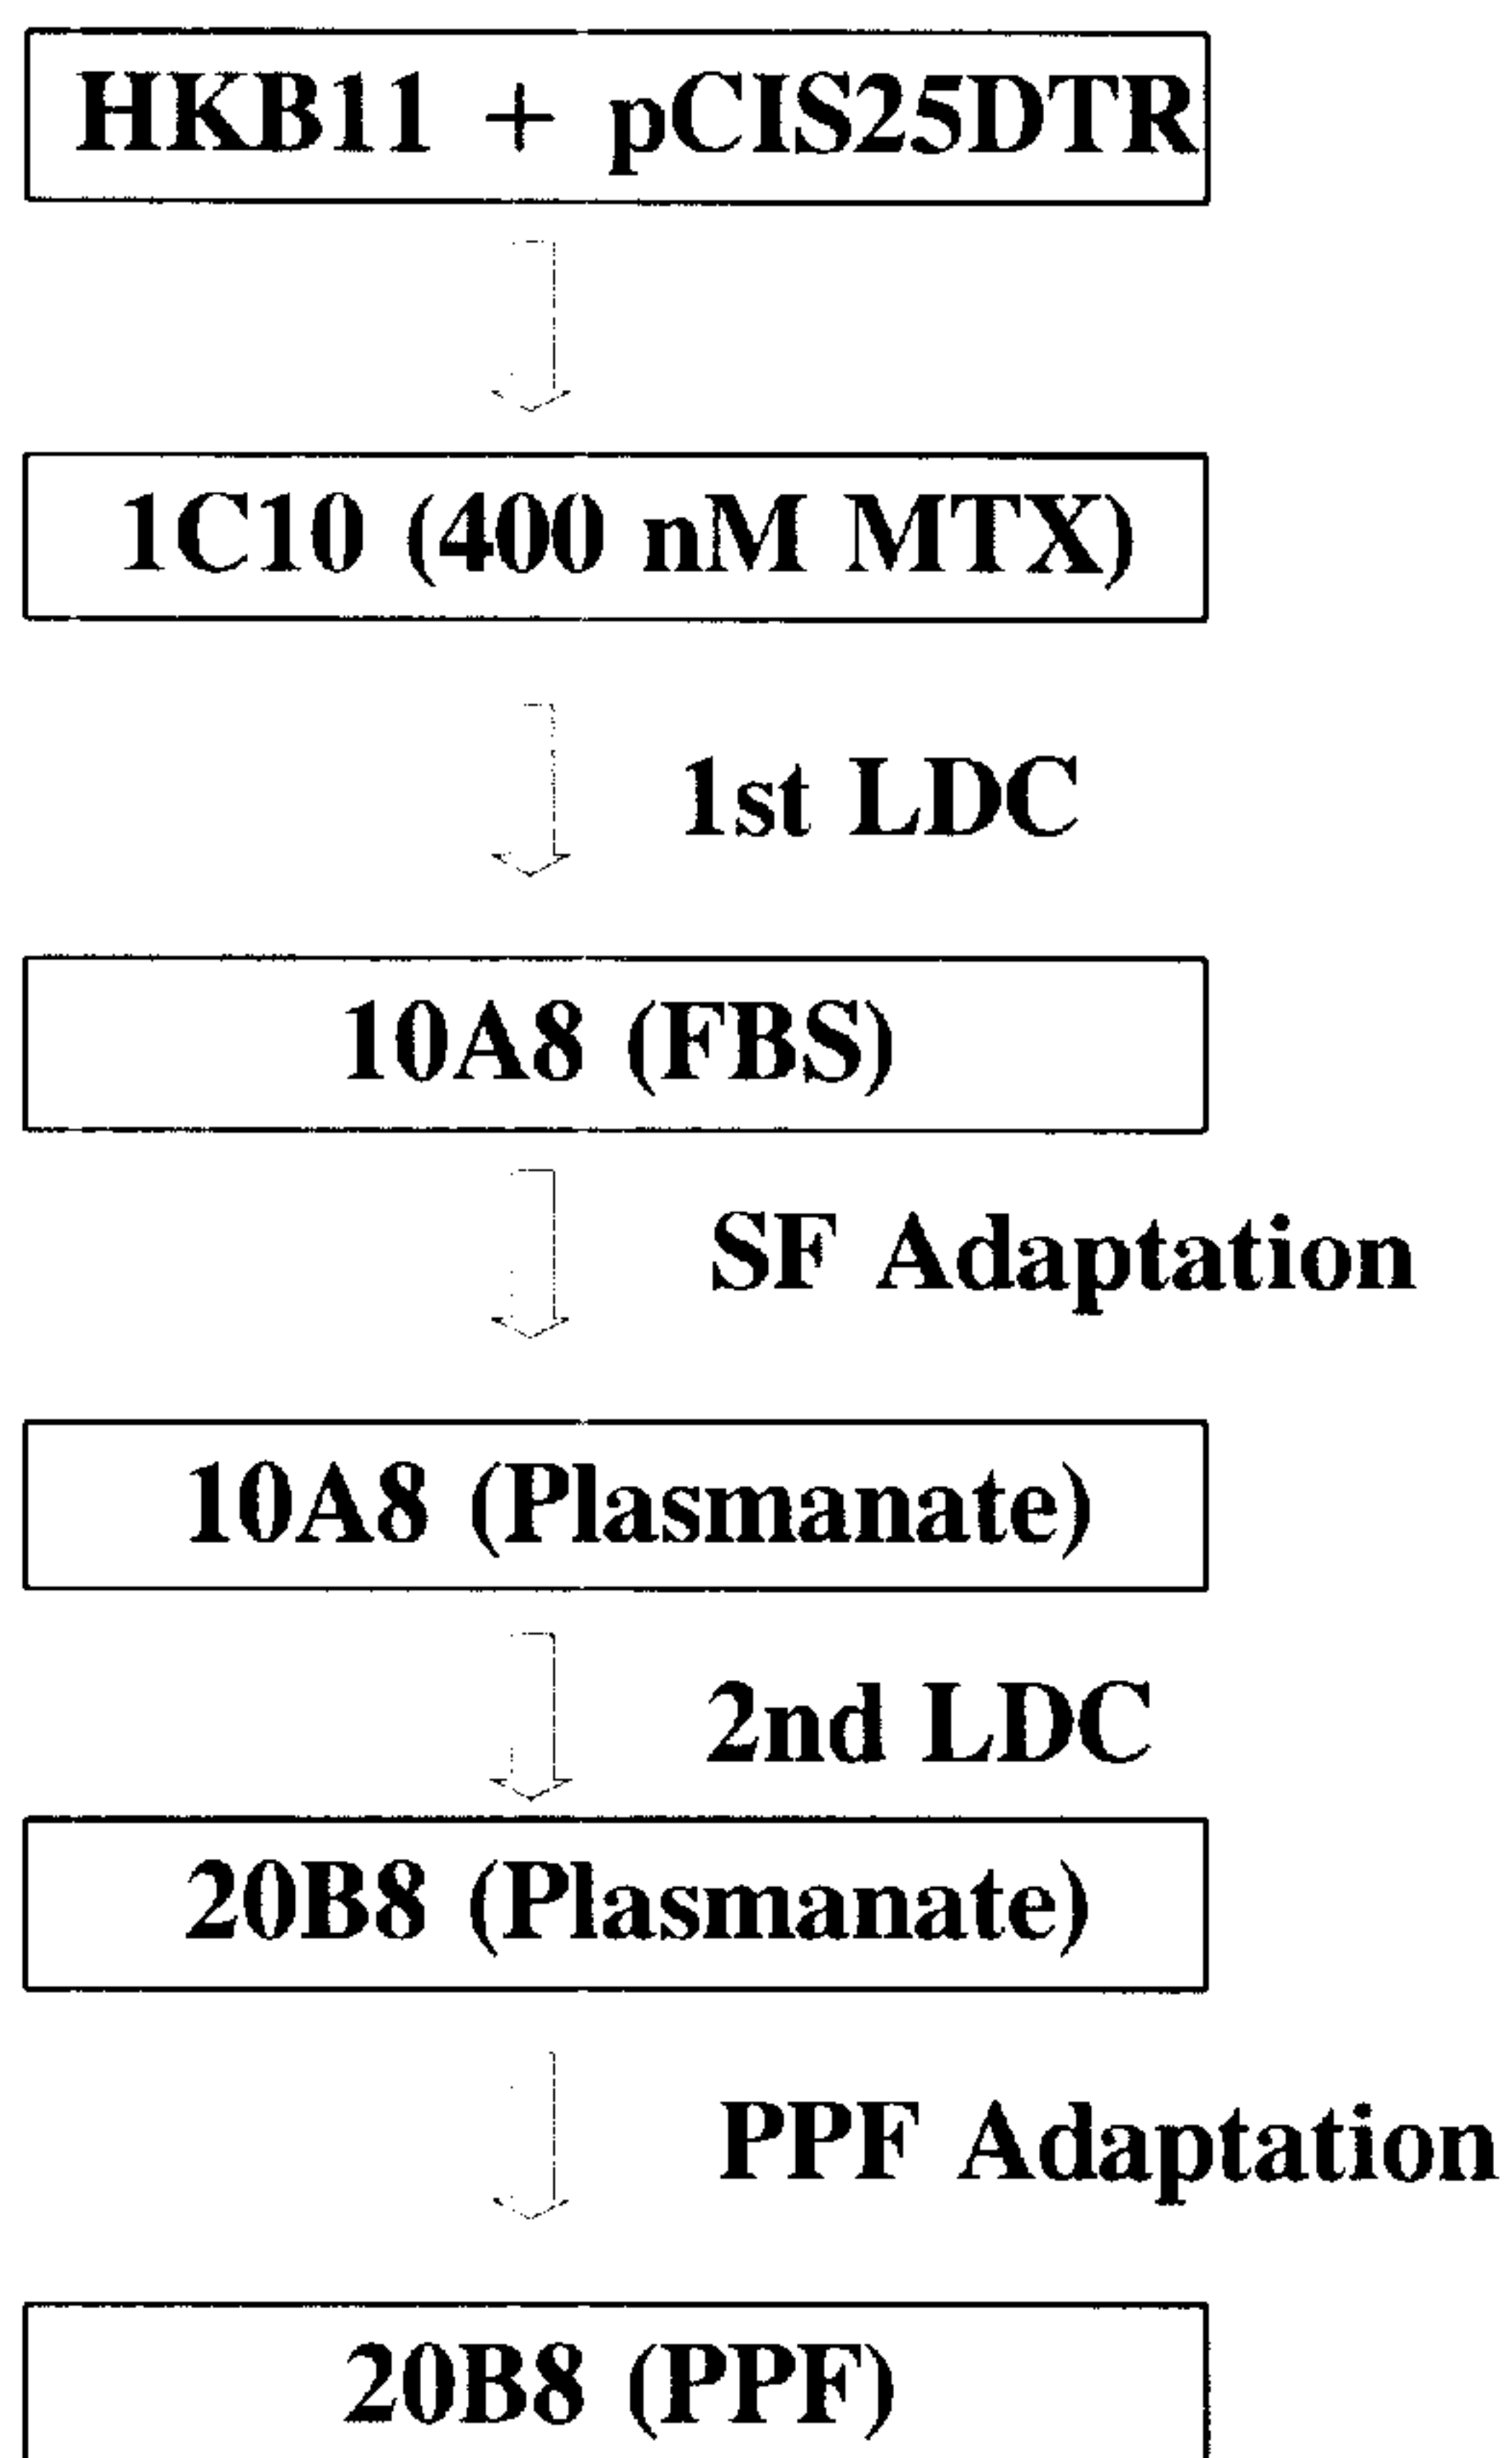 HKB11 + pCIS25DTR
1C10 (400 nM MTX)
1st LDC
10A8 (FBS)
SF Adaptation
10A8 (Plasmanate)
2nd LDC
20B8 (Plasmanate)
PPF Adaptation
20B8 (PPF)